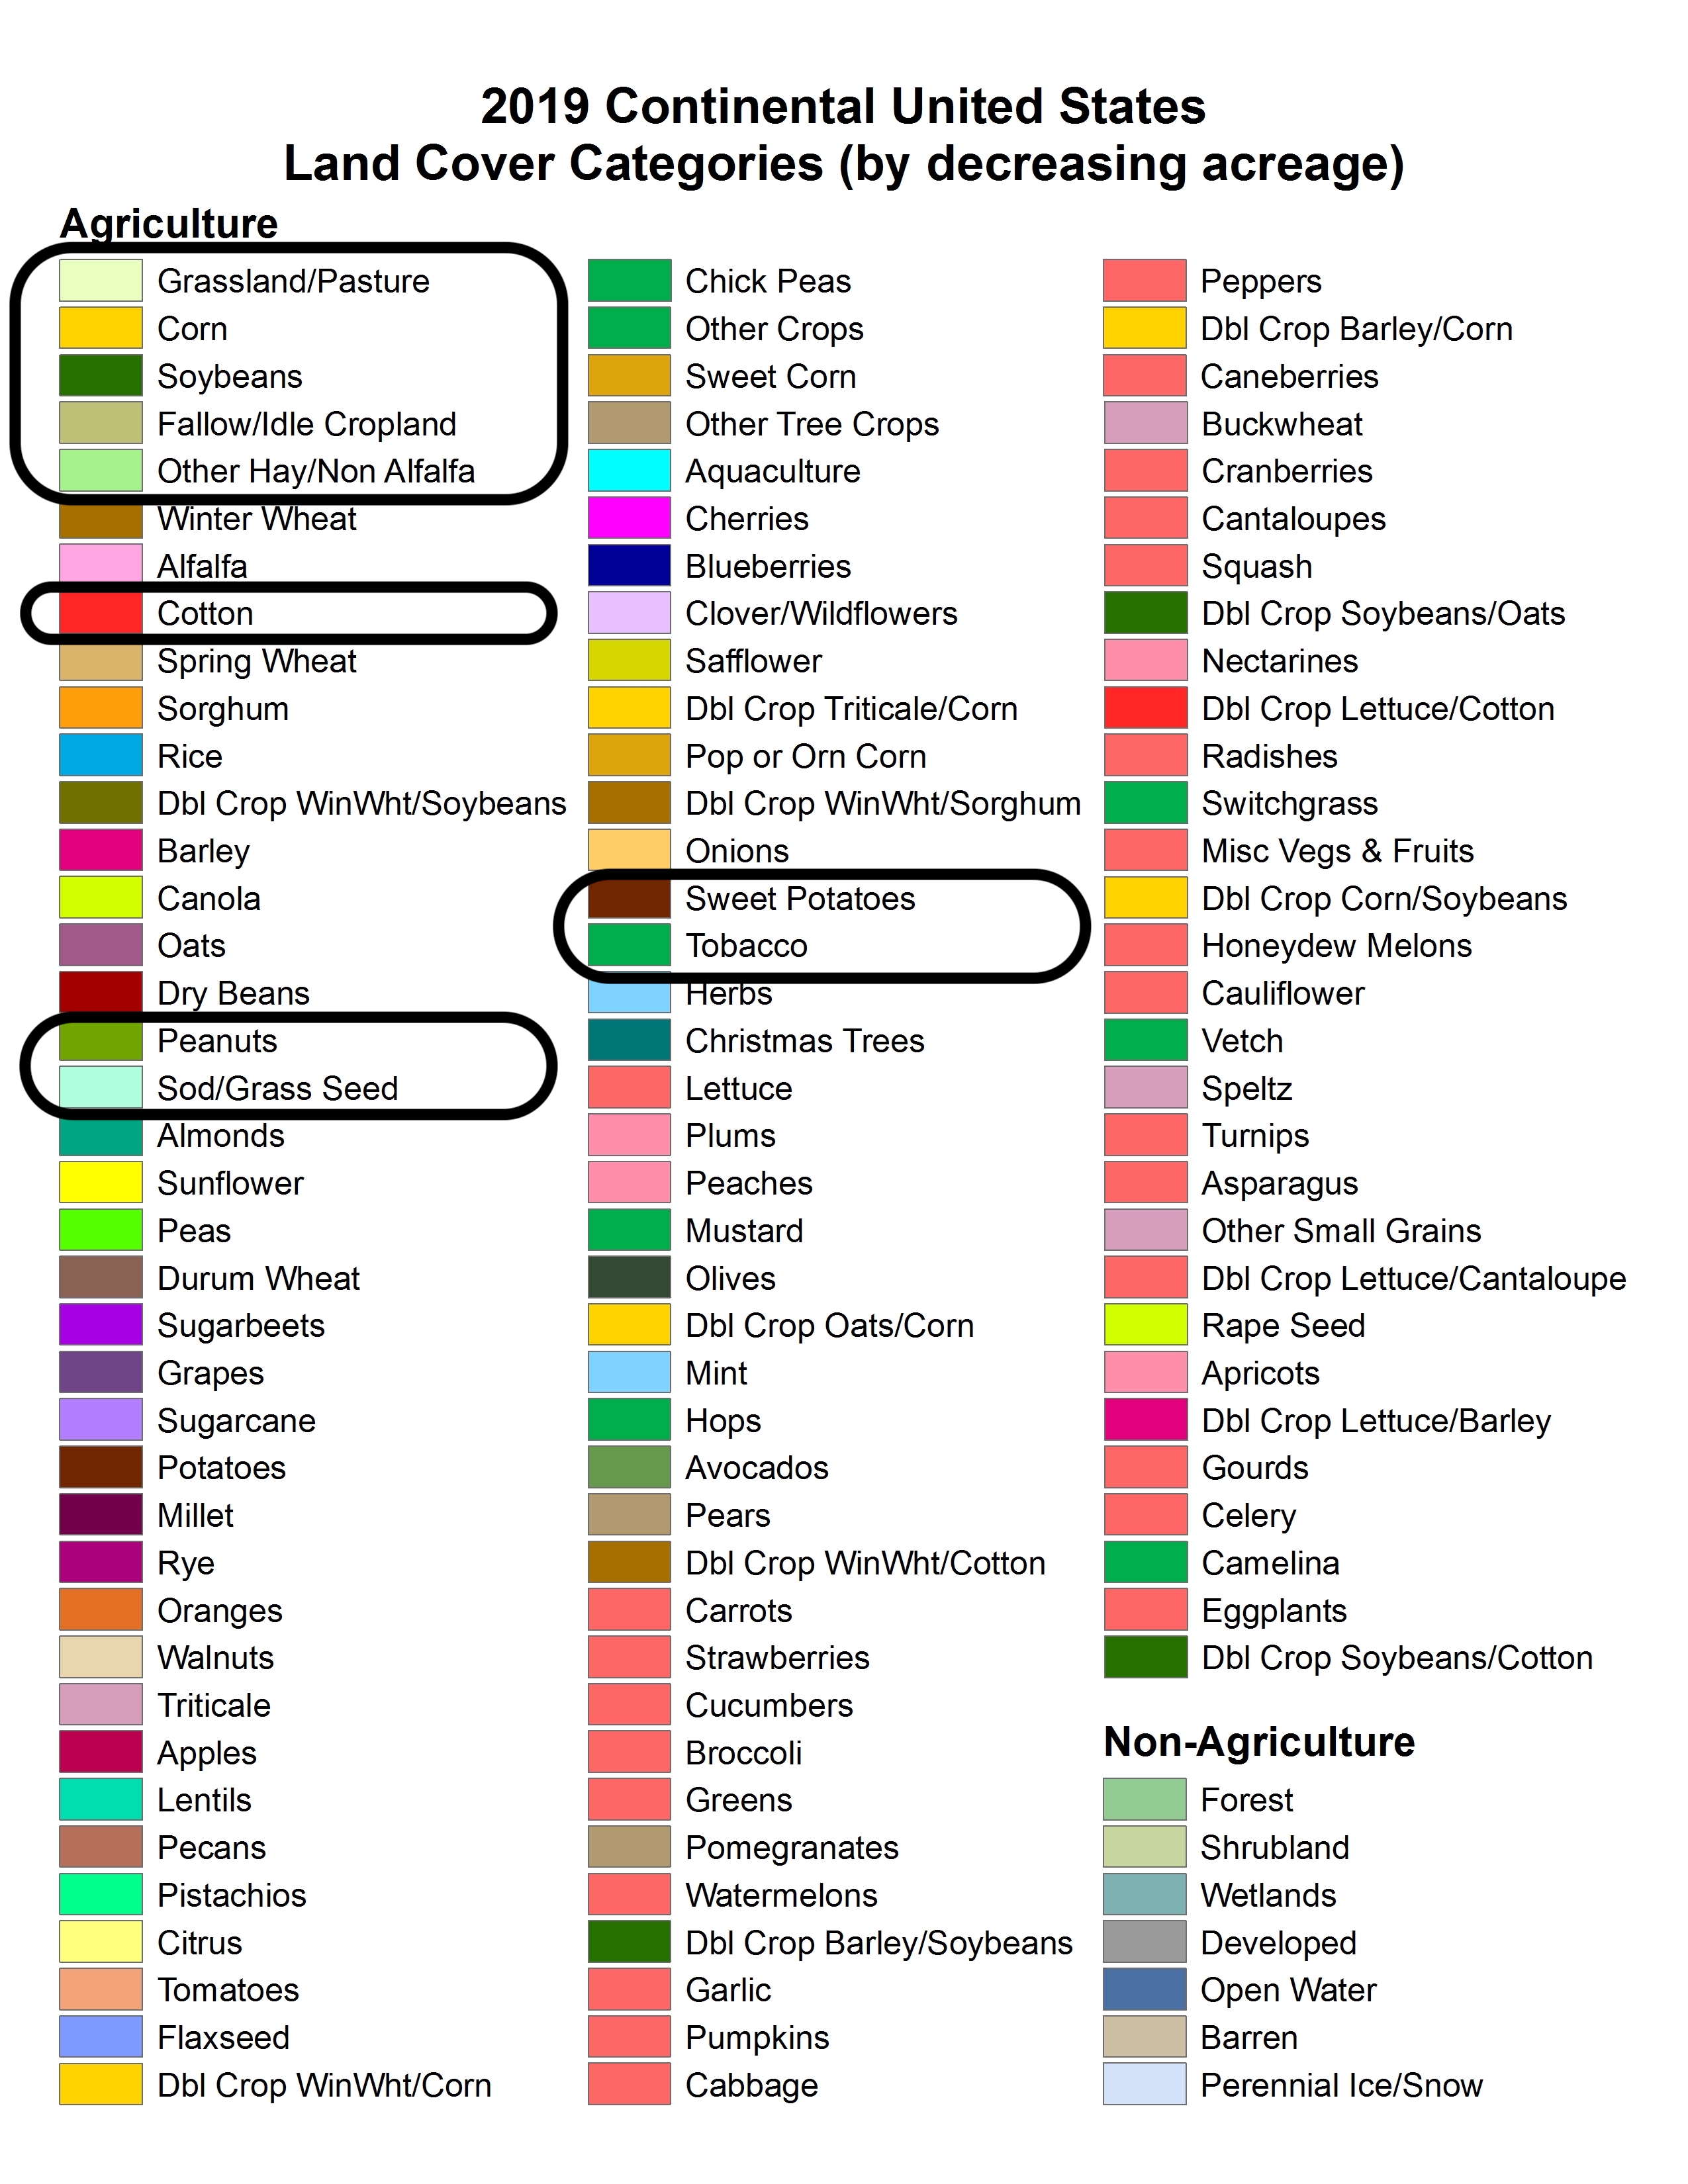 2019 Continental United States
Land Cover Categories (by decreasing acreage)
Agriculture
Grassland/Pasture
Corn
Soybeans
Fallow/Idle Cropland
Other Hay/Non Alfalfa
Winter Wheat
Alfalfa
Cotton
Spring Wheat
Sorghum
Rice
Dbl Crop WinWht/Soybeans
Barley
Canola
Oats
Dry Beans
Peanuts
Sod/Grass Seed
Almonds
Sunflower
Peas
Durum Wheat
Sugarbeets
Grapes
Sugarcane
Potatoes
Millet
Rye
Oranges
Walnuts
Triticale
Apples
Lentils
Pecans
Pistachios
Citrus
Tomatoes
Flaxseed
Dbl Crop WinWht/Corn
Chick Peas
Other Crops
Sweet Corn
Other Tree Crops
Aquaculture
Cherries
Blueberries
Clover/Wildflowers
Safflower
Dbl Crop Triticale/Corn
Pop or Orn Corn
Dbl Crop WinWht/Sorghum
Onions
Sweet Potatoes
Tobacco
Herbs
Christmas Trees
Lettuce
Plums
Peaches
Mustard
Olives
Dbl Crop Oats/Corn
Mint
Hops
Avocados
Pears
Dbl Crop WinWht/Cotton
Carrots
Strawberries
Cucumbers
Broccoli
Greens
Pomegranates
Watermelons
Dbl Crop Barley/Soybeans
Garlic
Pumpkins
Cabbage
Peppers
Dbl Crop Barley/Corn
Caneberries
Buckwheat
Cranberries
Cantaloupes
Squash
Dbl Crop Soybeans/Oats
Nectarines
Dbl Crop Lettuce/Cotton
Radishes
Switchgrass
Misc Vegs & Fruits
Dbl Crop Corn/Soybeans
Honeydew Melons
Cauliflower
Vetch
Speltz
Turnips
Asparagus
Other Small Grains
Dbl Crop Lettuce/Cantaloupe
Rape Seed
Apricots
Dbl Crop Lettuce/Barley
Gourds
Celery
Camelina
Eggplants
Dbl Crop Soybeans/Cotton
Non-Agriculture
Forest
Shrubland
Wetlands
Developed
Open Water
Barren
Perennial Ice/Snow